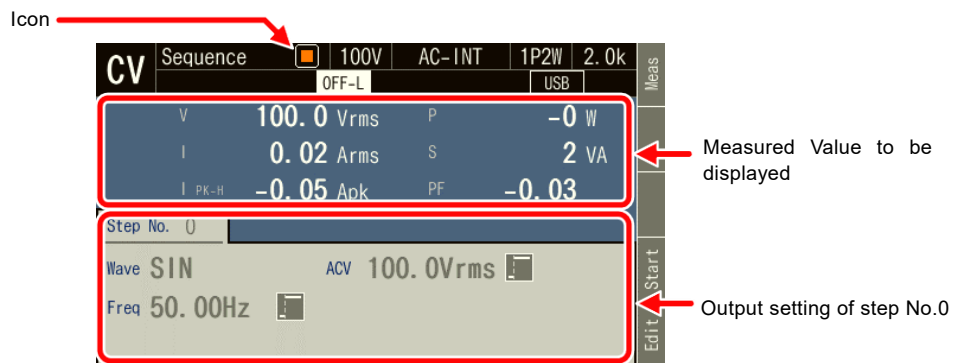 Icon
CV Sequence 100V AC-INT 1P2W 2.0k
OFF-L USB
Meas
V 100.0 Vrms P -0 W
I 0.02 Arms S 2 VA
I PK-H -0.05 Apk PF -0.03
Measured Value to be
displayed
Step No. 0
Wave SIN ACV 100.0Vrms
Freq 50.00Hz
Start
Edit
Output setting of step No.0